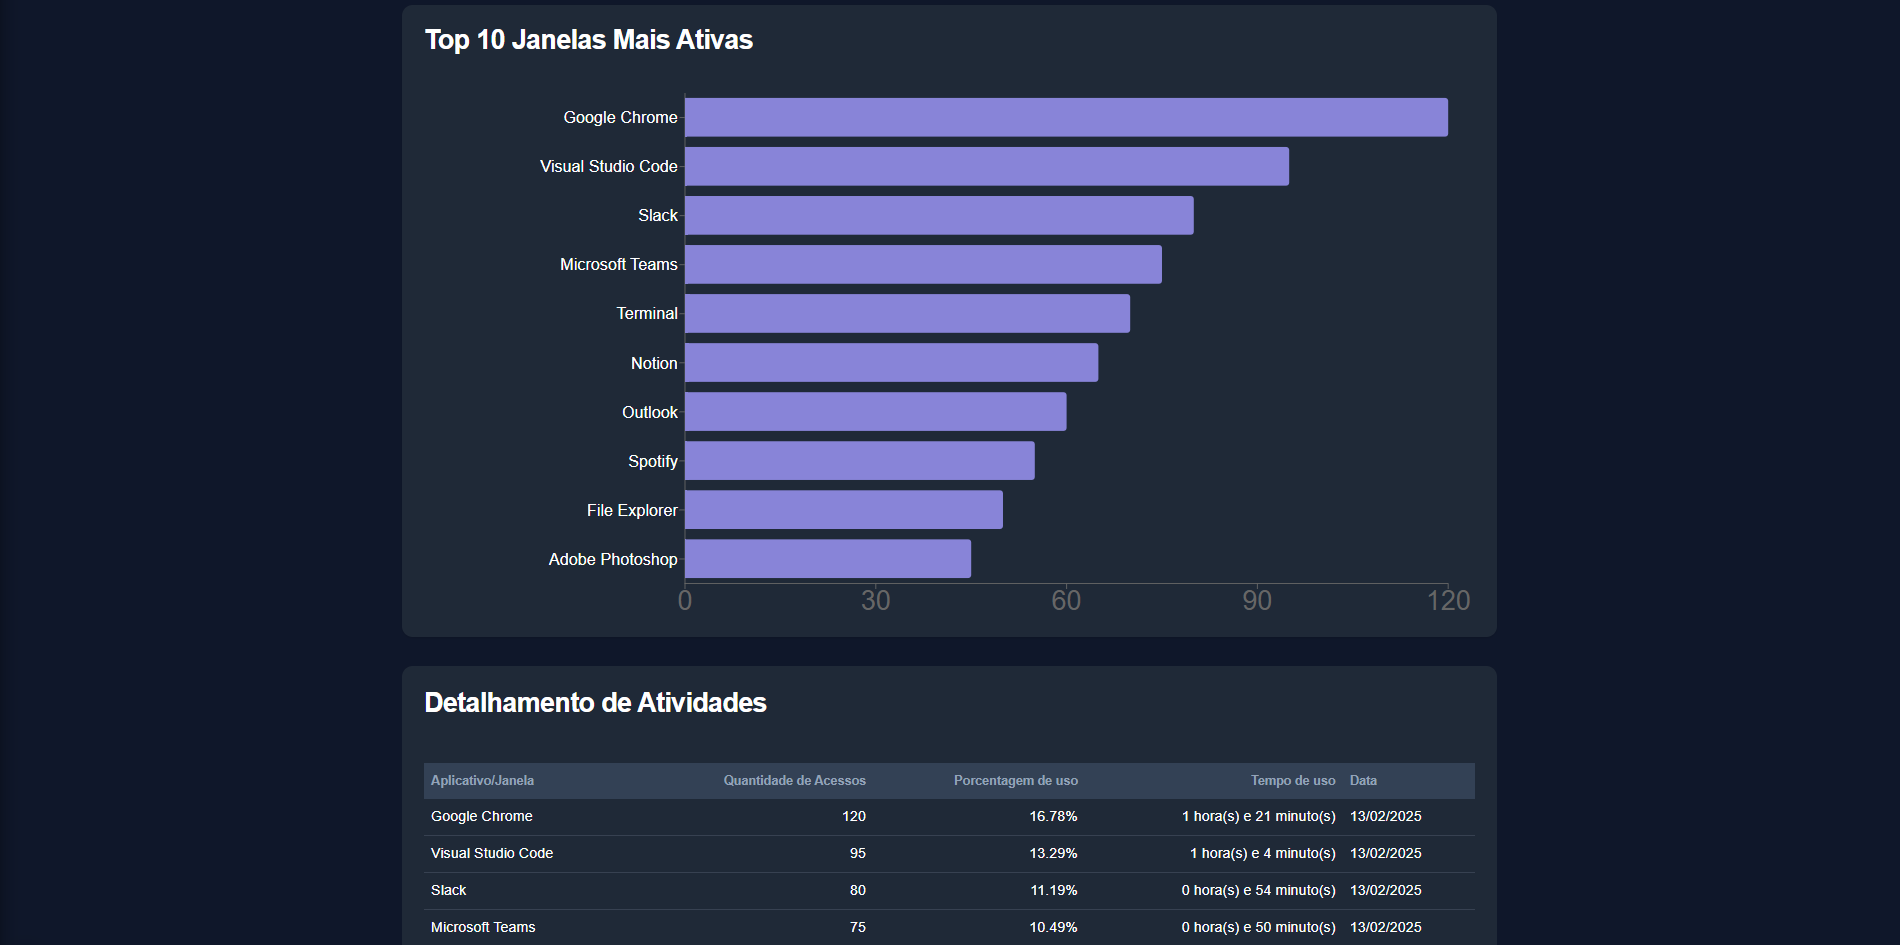 Top 10 Janelas Mais Ativas
Google Chrome
Visual Studio Code
Slack
Microsoft Teams
Terminal
Notion
Outlook
Spotify
File Explorer
Adobe Photoshop
0 30 60 90 120
Detalhamento de Atividades
Aplicativo/Janela Quantidade de Acessos Porcentagem de uso Tempo de uso Data
Google Chrome 120 16.78% 1 hora(s) e 21 minuto(s) 13/02/2025
Visual Studio Code 95 13.29% 1 hora(s) e 4 minuto(s) 13/02/2025
Slack 80 11.19% 0 hora(s) e 54 minuto(s) 13/02/2025
Microsoft Teams 75 10.49% 0 hora(s) e 50 minuto(s) 13/02/2025